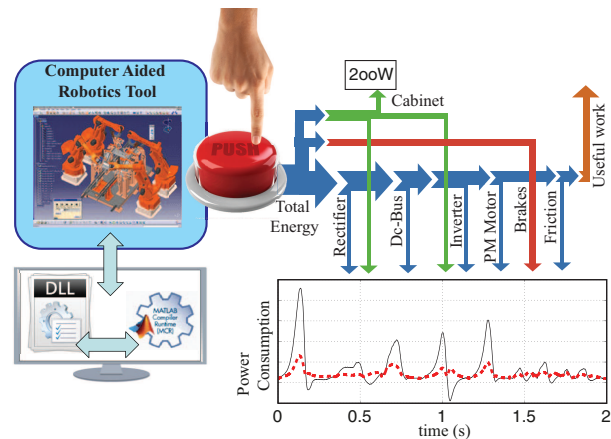 Computer Aided
Robotics Tool
PUSH
2ooW
Cabinet
Total
Energy
Rectifier
Dc-Bus
Inverter
PM Motor
Brakes
Friction
Useful work
DLL
MATLAB
Compiler
Runtime
(MCR)
Power
Consumption
0
0.5
1
1.5
2
time (s)